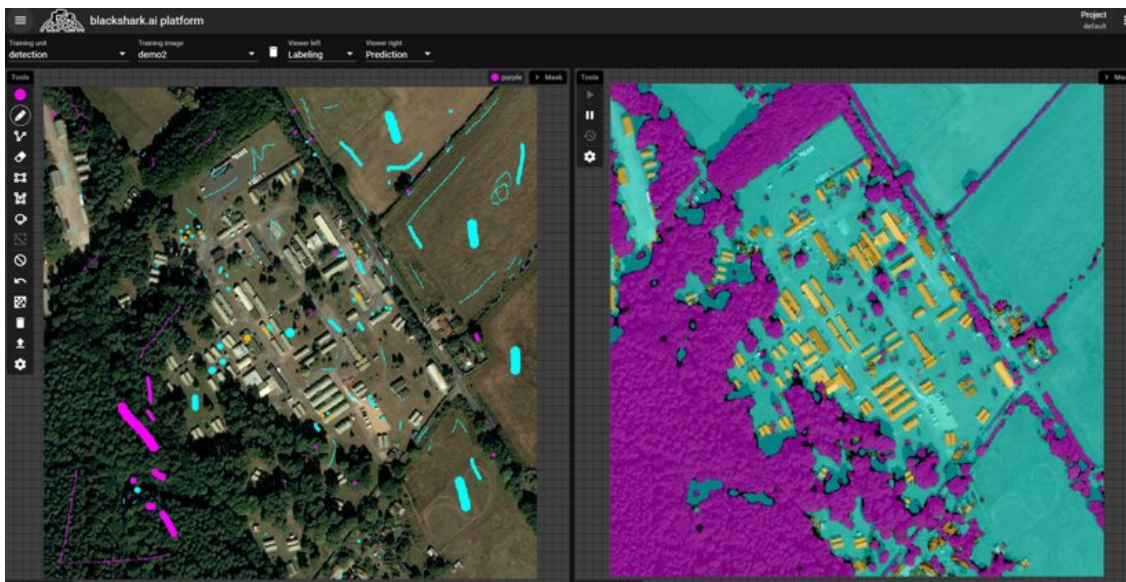 blackshark.ai platform
Project
default
Training unit
detection
Training image
demo2
Viewer left
Labeling
Viewer right
Prediction
Tools
purple
> Mask
Tools
> Mas